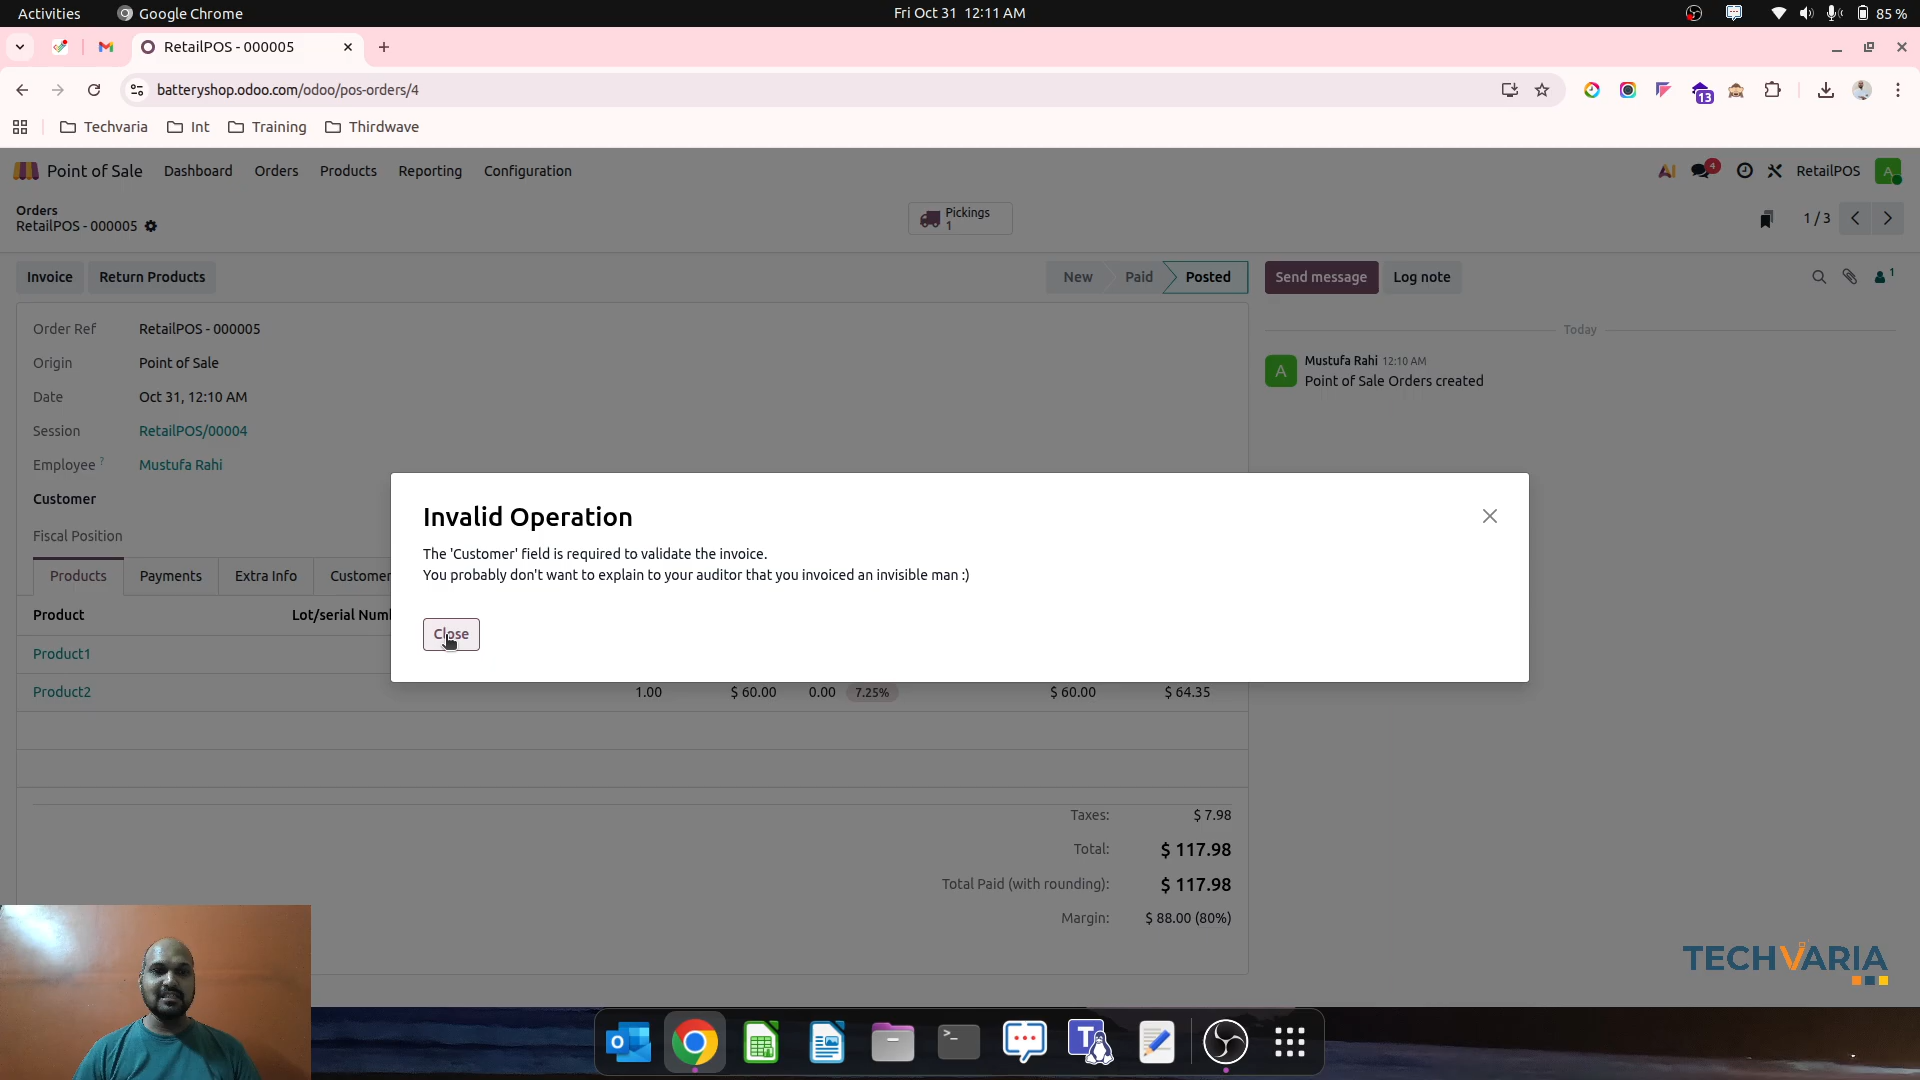 Activities
Google Chrome
Fri Oct 31 12:11 AM
85 %
RetailPOS - 000005
batteryshop.odoo.com/odoo/pos-orders/4
13
Techvaria
Int
Training
Thirdwave
Point of Sale
Dashboard
Orders
Products
Reporting
Configuration
AI
4
RetailPOS
A
Orders
RetailPOS - 000005
Pickings
1
1 / 3
Invoice
Return Products
New
Paid
Posted
Send message
Log note
1
Order Ref
RetailPOS - 000005
Today
Origin
Point of Sale
A
Mustufa Rahi 12:10 AM
Point of Sale Orders created
Date
Oct 31, 12:10 AM
Session
RetailPOS/00004
Employee ?
Mustufa Rahi
Customer
Fiscal Position
Invalid Operation
The 'Customer' field is required to validate the invoice.
You probably don't want to explain to your auditor that you invoiced an invisible man :)
Close
Products
Payments
Extra Info
Product
Product1
Product2
1.00
$ 60.00
0.00
7.25%
$ 60.00
$ 64.35
Taxes:
$ 7.98
Total:
$ 117.98
Total Paid (with rounding):
$ 117.98
Margin:
$ 88.00 (80%)
TECHVARIA